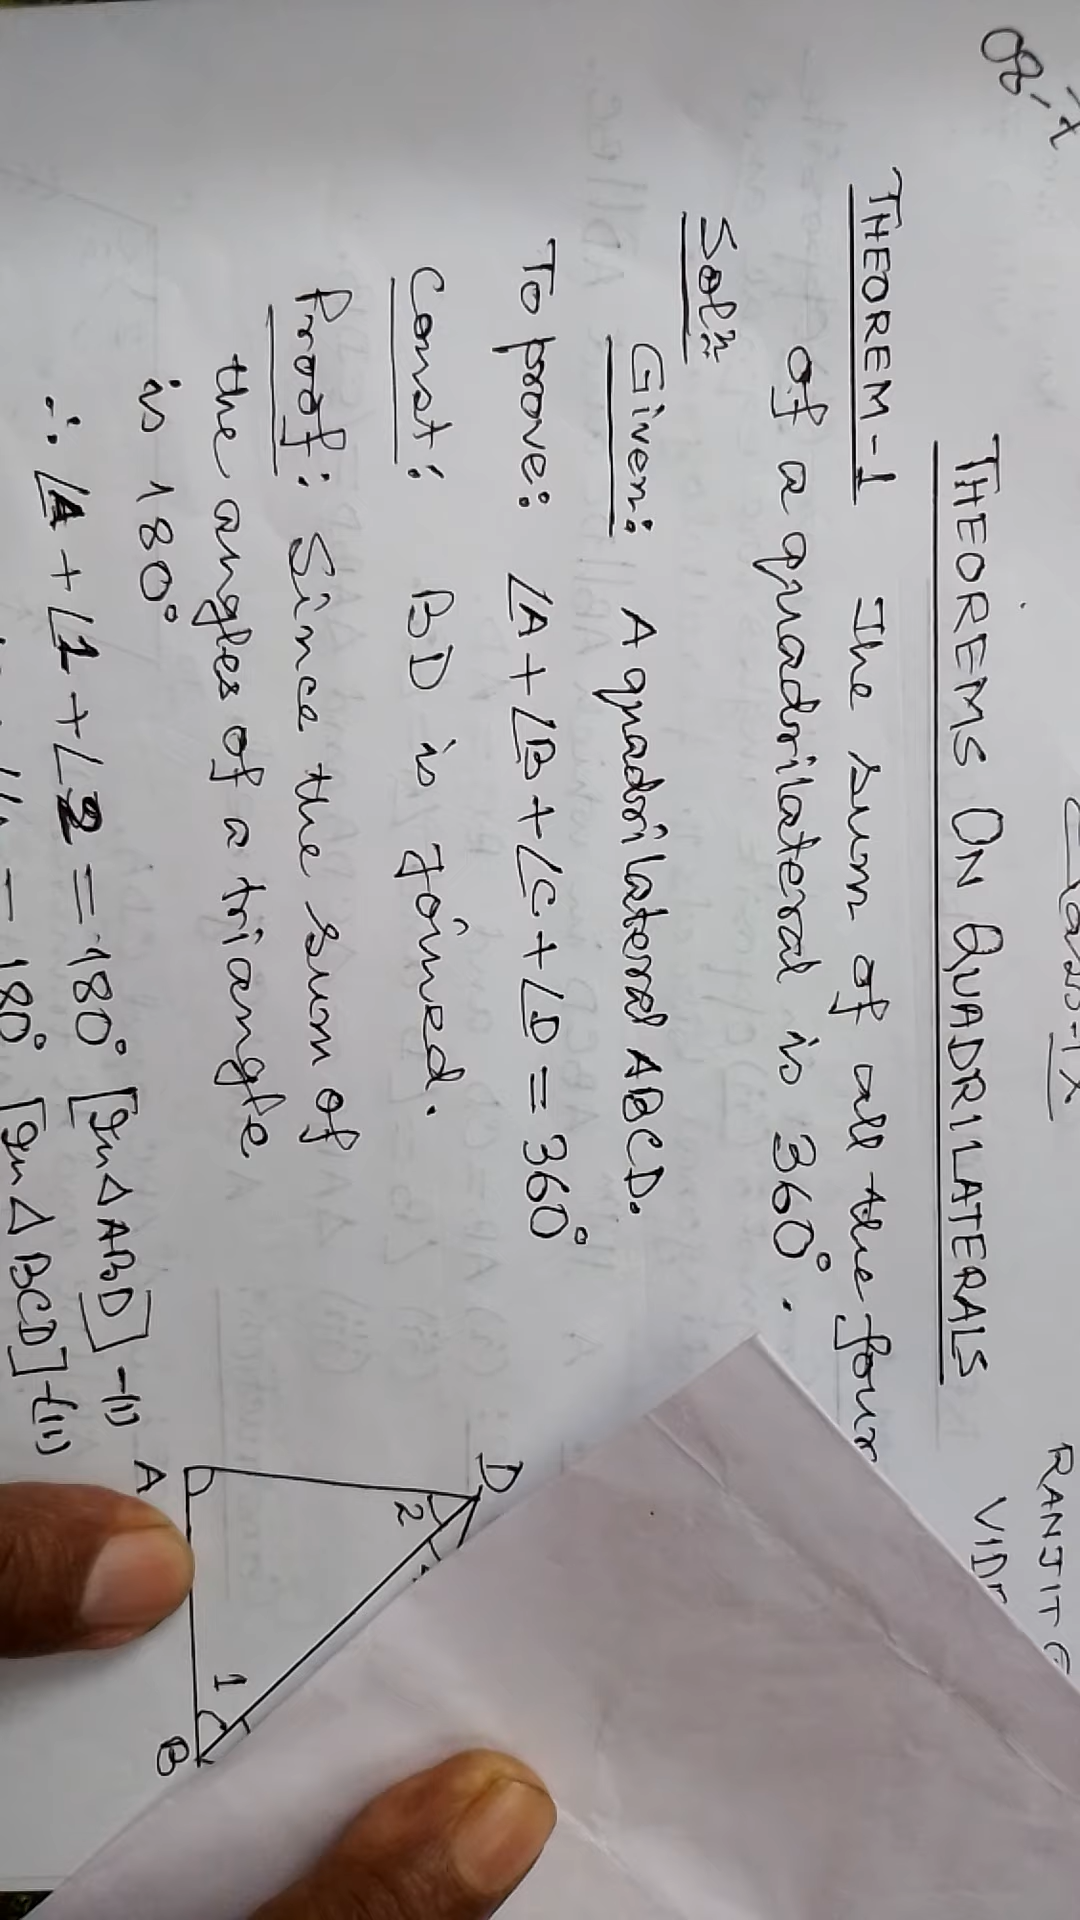 RANJIT
THEOREMS ON QUADRILATERALS
THEOREM-1 The sum of all the four
of a quadrilateral is 360°.
Sol:n
Given: A quadrilateral ABCD.
To prove: ∠A+∠B+∠C+∠D=360°
Const: BD is joined.
Proof: Since the sum of
the angles of a triangle
is 180°
∴ ∠A+∠1+∠2=180° [In Δ ABD] -(i)
=180° [In Δ BCD] -(ii)
D
2
A
1
B